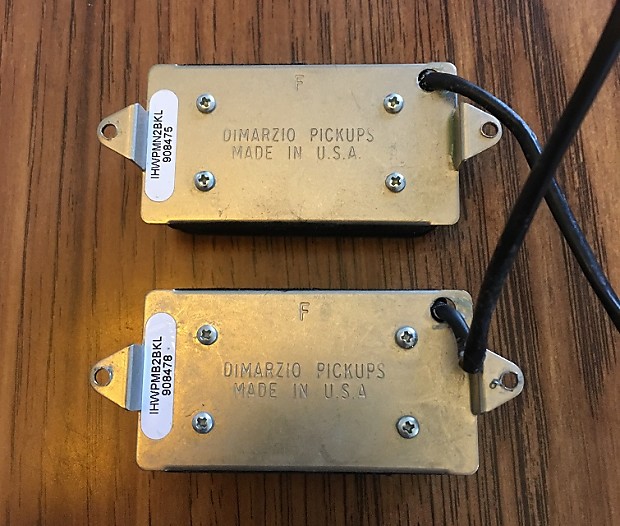 F
IHWPMN2BKL
908475
DIMARZIO PICKUPS
MADE IN U.S.A.
F
IHWPMB2BKL
908478
DIMARZIO PICKUPS
MADE IN U.S.A